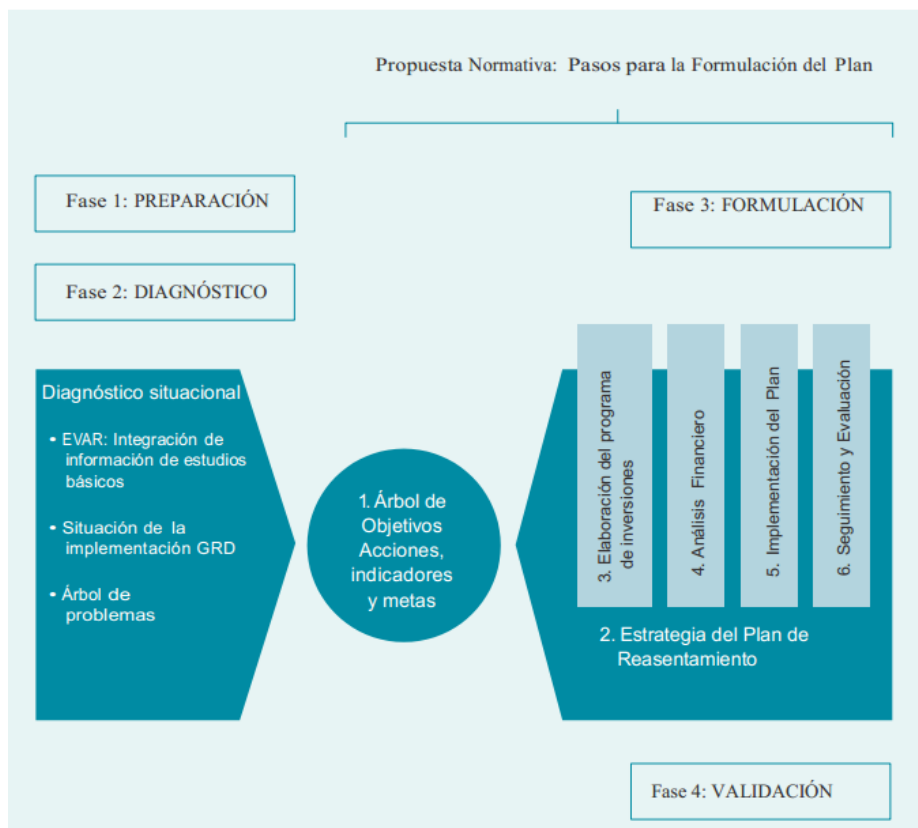 Propuesta Normativa: Pasos para la Formulación del Plan
Fase 1: PREPARACIÓN
Fase 2: DIAGNÓSTICO
Diagnóstico situacional
• EVAR: Integración de
información de estudios
básicos
• Situación de la
implementación GRD
• Árbol de
problemas
1. Árbol de
Objetivos
Acciones,
indicadores
y metas
Fase 3: FORMULACIÓN
3. Elaboración del programa
de inversiones
4. Análisis Financiero
5. Implementación del Plan
6. Seguimiento y Evaluación
2. Estrategia del Plan de
Reasentamiento
Fase 4: VALIDACIÓN